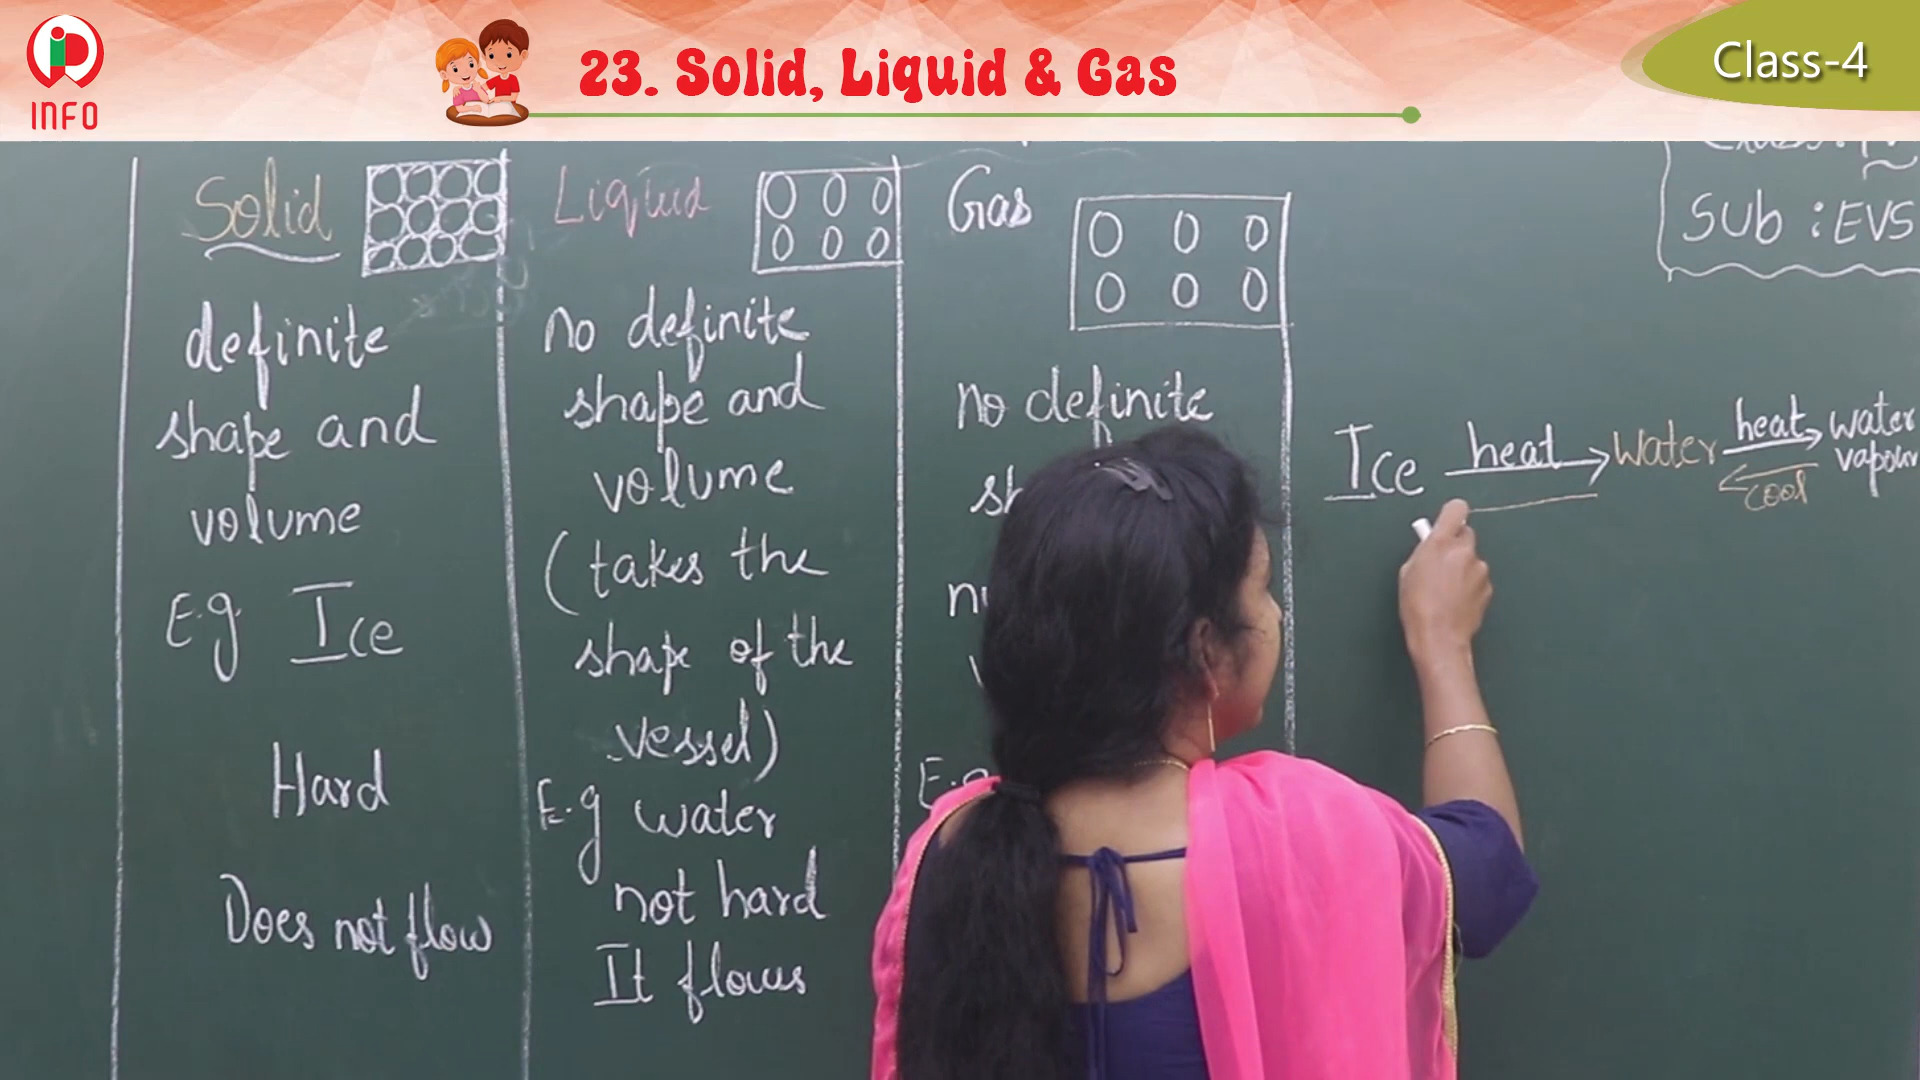 INFO
23. Solid, Liquid & Gas
Class-4
Sub : EVS
Solid
definite
shape and
volume
E.g Ice
Hard
Does not flow
Liquid
no definite
shape and
volume
(takes the
shape of the
vessel)
E.g water
not hard
It flows
Gas
no definite
E.g
Ice heat water heat water
vapour
cool